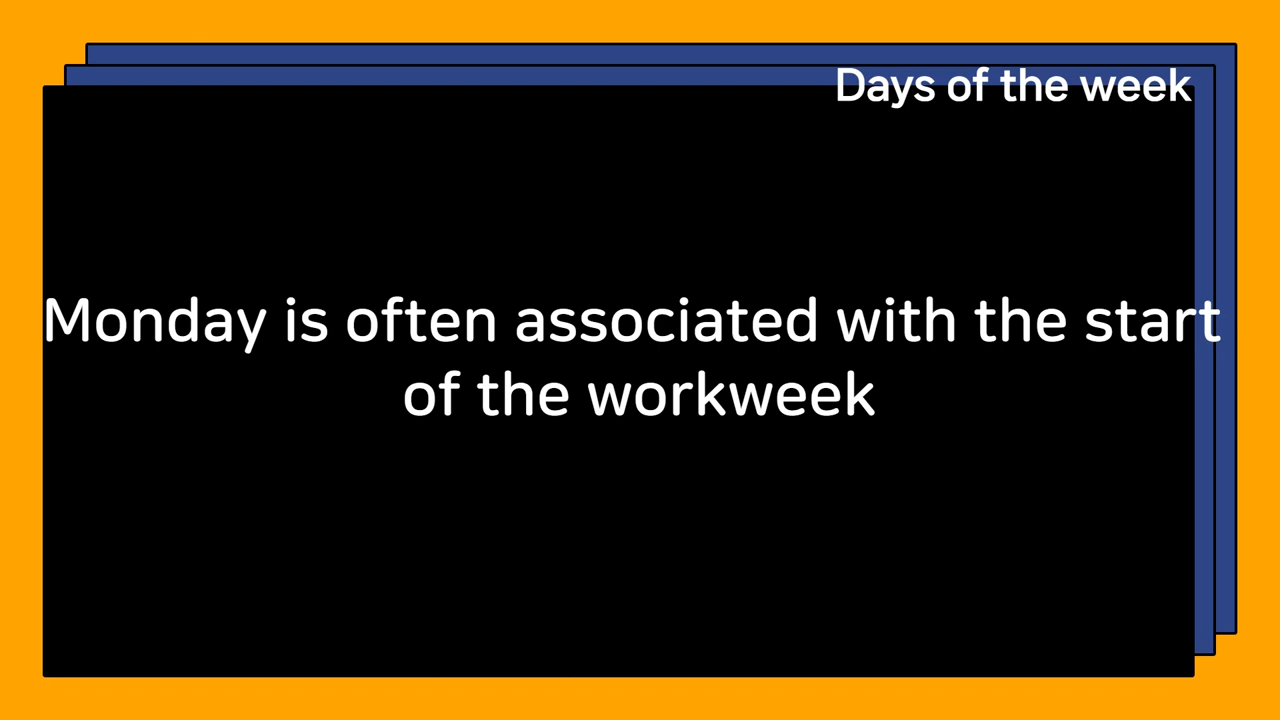 Days of the week
Monday is often associated with the start
of the workweek